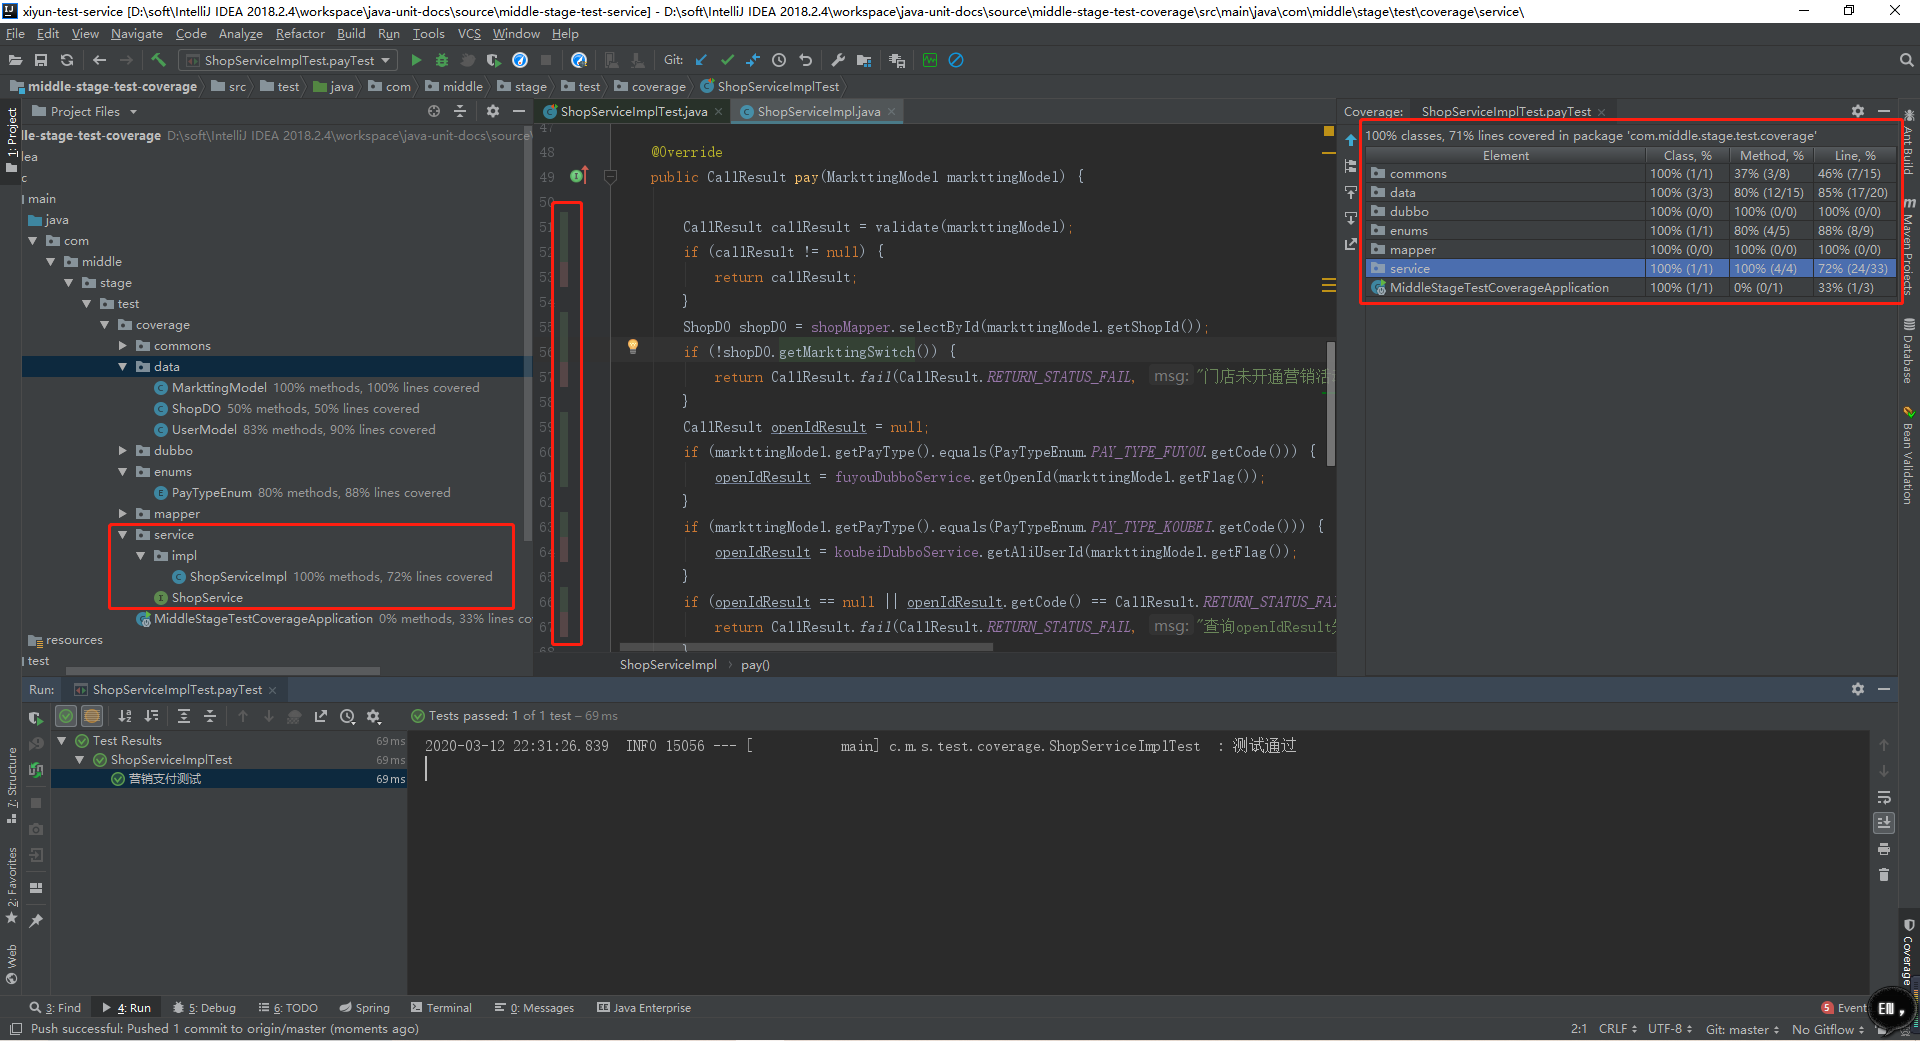 xiyun-test-service [D:\soft\IntelliJ IDEA 2018.2.4\workspace\java-unit-docs\source\middle-stage-test-service] - D:\soft\IntelliJ IDEA 2018.2.4\workspace\java-unit-docs\source\middle-stage-test-coverage\src\main\java\com\middle\stage\test\coverage\service\
File Edit View Navigate Code Analyze Refactor Build Run Tools VCS Window Help
ShopServiceImplTest.payTest Git:
middle-stage-test-coverage src test java com middle stage test coverage ShopServiceImplTest
1: Project
7: Structure
2: Favorites
Web
Project Files
lle-stage-test-coverage D:\soft\IntelliJ IDEA 2018.2.4\workspace\java-unit-docs\source\
lea
c
main
java
com
middle
stage
test
coverage
commons
data
MarkttingModel 100% methods, 100% lines covered
ShopDO 50% methods, 50% lines covered
UserModel 83% methods, 90% lines covered
dubbo
enums
PayTypeEnum 80% methods, 88% lines covered
mapper
service
impl
ShopServiceImpl 100% methods, 72% lines covered
ShopService
MiddleStageTestCoverageApplication 0% methods, 33% lines co
resources
test
ShopServiceImplTest.java ShopServiceImpl.java
47
48 @Override
49 public CallResult pay(MarkttingModel markttingModel) {
50
51 CallResult callResult = validate(markttingModel);
52 if (callResult != null) {
53 return callResult;
54 }
55 ShopDO shopDO = shopMapper.selectById(markttingModel.getShopId());
56 if (!shopDO.getMarktingSwitch()) {
57 return CallResult.fail(CallResult.RETURN_STATUS_FAIL, msg: "门店未开通营销活
58 }
59 CallResult openIdResult = null;
60 if (markttingModel.getPayType().equals(PayTypeEnum.PAY_TYPE_FUYOU.getCode())) {
61 openIdResult = fuyouDubboService.getOpenId(markttingModel.getFlag());
62 }
63 if (markttingModel.getPayType().equals(PayTypeEnum.PAY_TYPE_KOUBEI.getCode())) {
64 openIdResult = koubeiDubboService.getAliUserId(markttingModel.getFlag());
65 }
66 if (openIdResult == null || openIdResult.getCode() == CallResult.RETURN_STATUS_FAI
67 return CallResult.fail(CallResult.RETURN_STATUS_FAIL, msg: "查询openIdResult失
68 }
ShopServiceImpl › pay()
Coverage: ShopServiceImplTest.payTest
100% classes, 71% lines covered in package 'com.middle.stage.test.coverage'
Element Class, % Method, % Line, %
commons 100% (1/1) 37% (3/8) 46% (7/15)
data 100% (3/3) 80% (12/15) 85% (17/20)
dubbo 100% (0/0) 100% (0/0) 100% (0/0)
enums 100% (1/1) 80% (4/5) 88% (8/9)
mapper 100% (0/0) 100% (0/0) 100% (0/0)
service 100% (1/1) 100% (4/4) 72% (24/33)
MiddleStageTestCoverageApplication 100% (1/1) 0% (0/1) 33% (1/3)
Ant Build
Maven Projects
Database
Bean Validation
Coverage
Run: ShopServiceImplTest.payTest
Tests passed: 1 of 1 test – 69 ms
Test Results 69 ms
ShopServiceImplTest 69 ms
营销支付测试 69 ms
2020-03-12 22:31:26.839 INFO 15056 --- [ main] c.m.s.test.coverage.ShopServiceImplTest : 测试通过
3: Find 4: Run 5: Debug 6: TODO Spring Terminal 0: Messages Java Enterprise 5 Event
Push successful: Pushed 1 commit to origin/master (moments ago) 2:1 CRLF UTF-8 Git: master No Gitflow